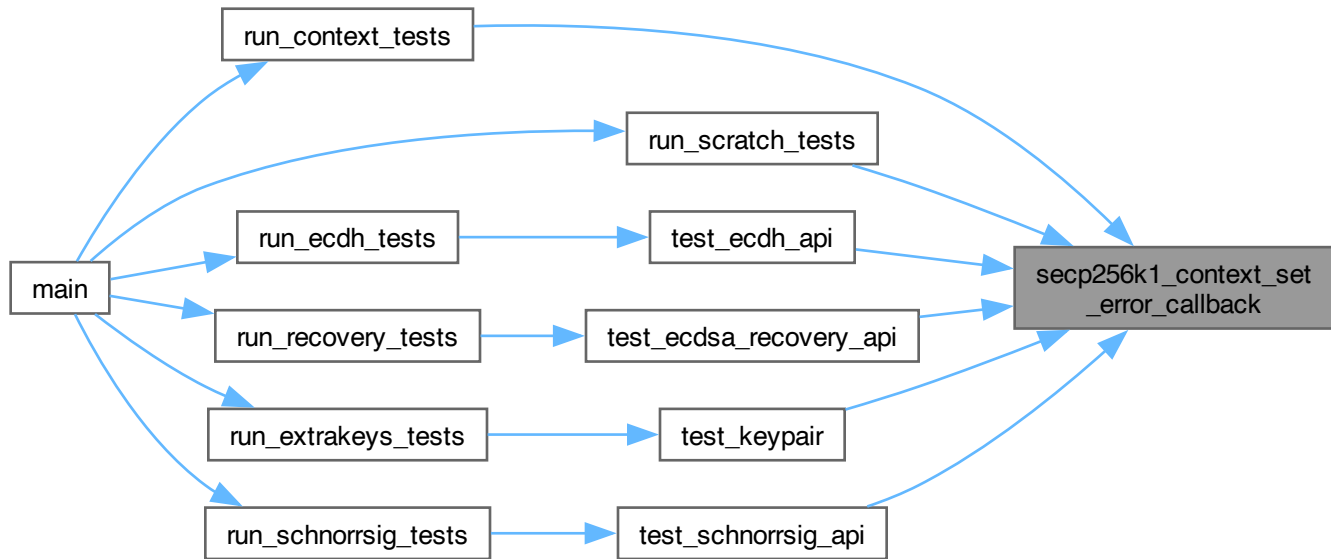 run_context_tests
run_scratch_tests
run_ecdh_tests
test_ecdh_api
secp256k1_context_set
_error_callback
main
run_recovery_tests
test_ecdsa_recovery_api
run_extrakeys_tests
test_keypair
run_schnorrsig_tests
test_schnorrsig_api